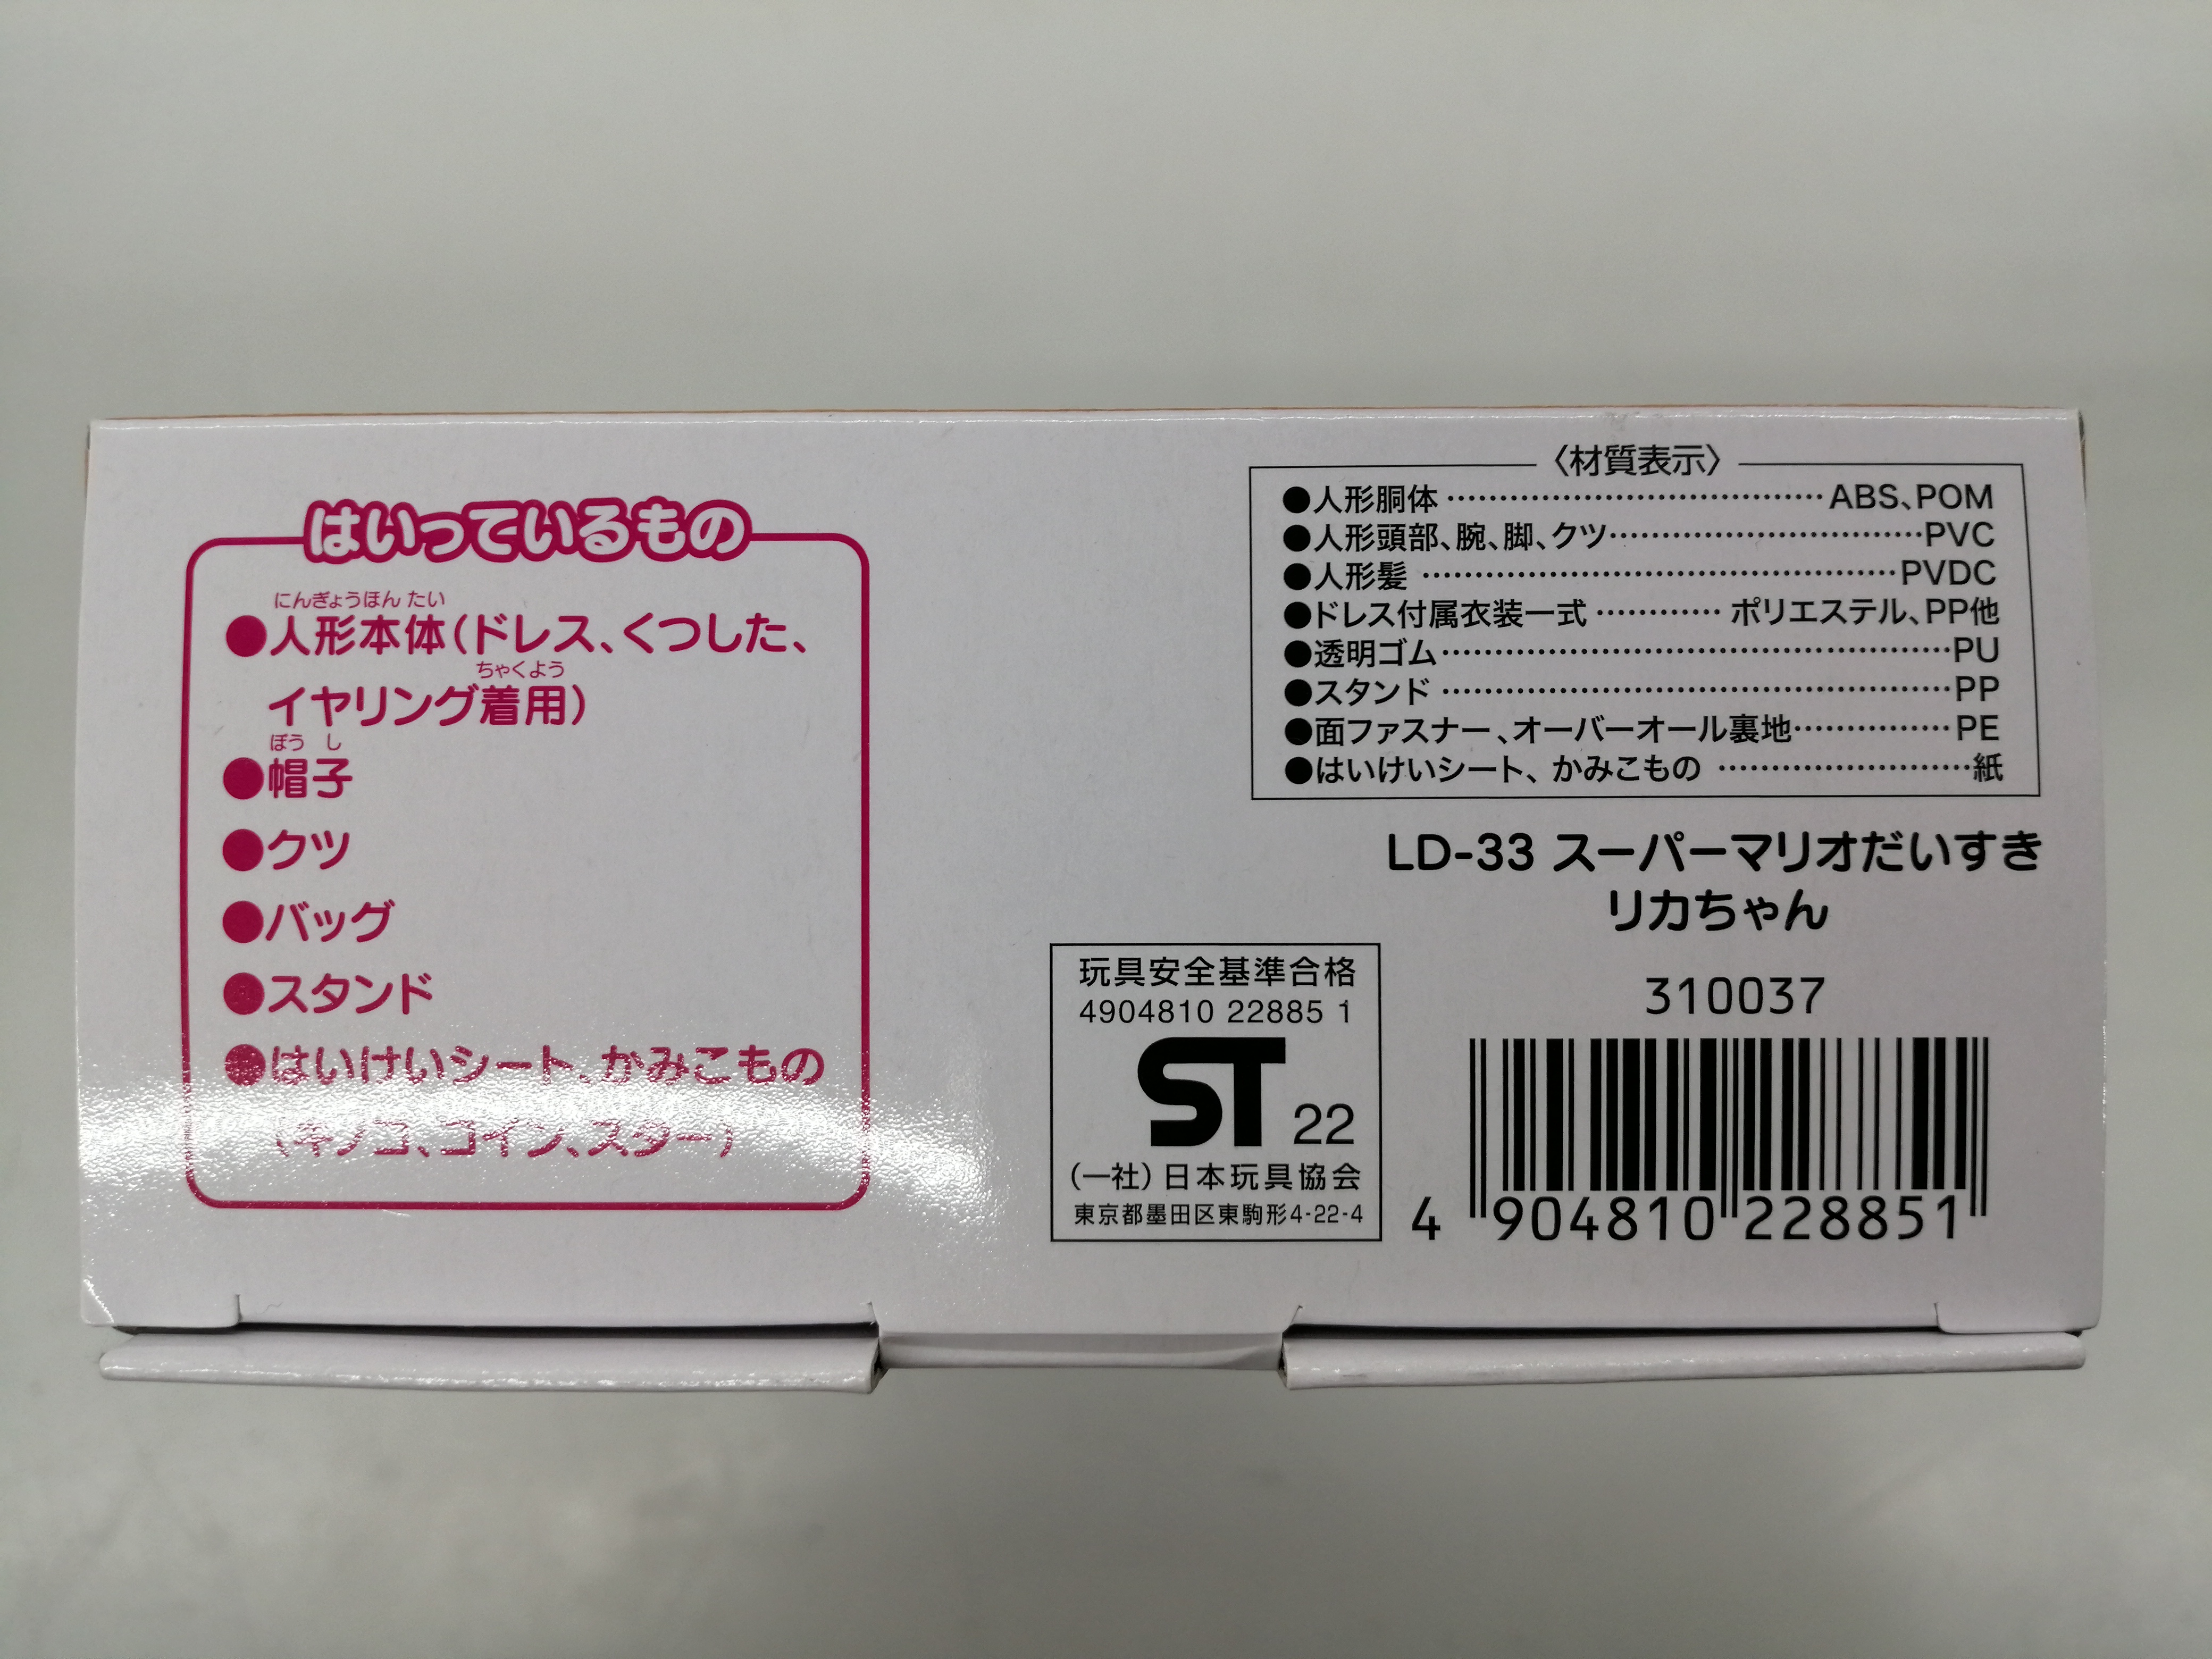 はいっているもの
にんぎょうほんたい
●人形本体(ドレス、くつした、
ちゃくよう
イヤリング着用)
ぼうし
●帽子
●クツ
●バッグ
●スタンド
●はいけいシート、かみこもの
(キノコ、コイン、スター)
〈材質表示〉
●人形胴体…………………………………ABS、POM
●人形頭部、腕、脚、クツ…………………………PVC
●人形髪…………………………………………PVDC
●ドレス付属衣装一式…………ポリエステル、PP他
●透明ゴム……………………………………………PU
●スタンド……………………………………………PP
●面ファスナー、オーバーオール裏地……………PE
●はいけいシート、かみこもの……………………紙
LD-33 スーパーマリオだいすき
リカちゃん
310037
4 904810 228851
玩具安全基準合格
4904810 22885 1
ST 22
(一社)日本玩具協会
東京都墨田区東駒形4-22-4